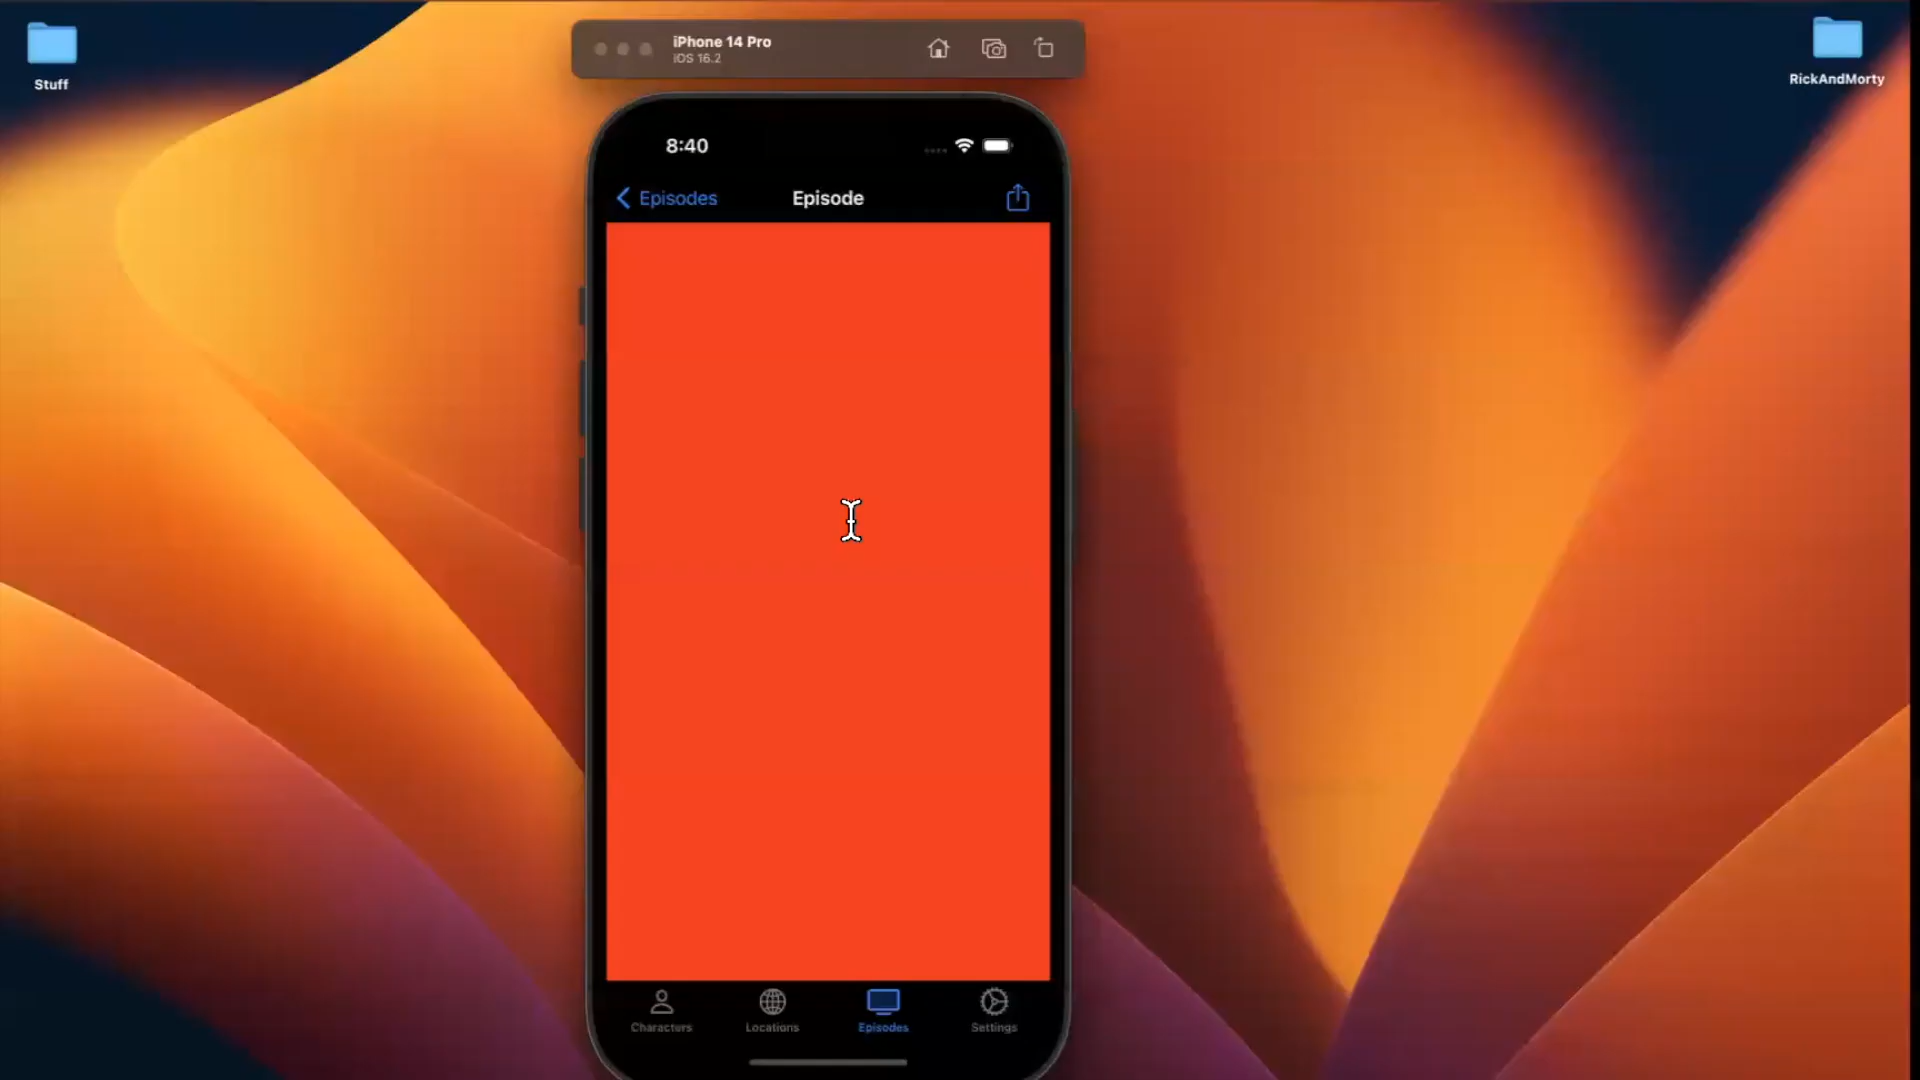 iPhone 14 Pro
iOS 16.2
Stuff
RickAndMorty
8:40
Episodes
Episode
Characters
Locations
Episodes
Settings